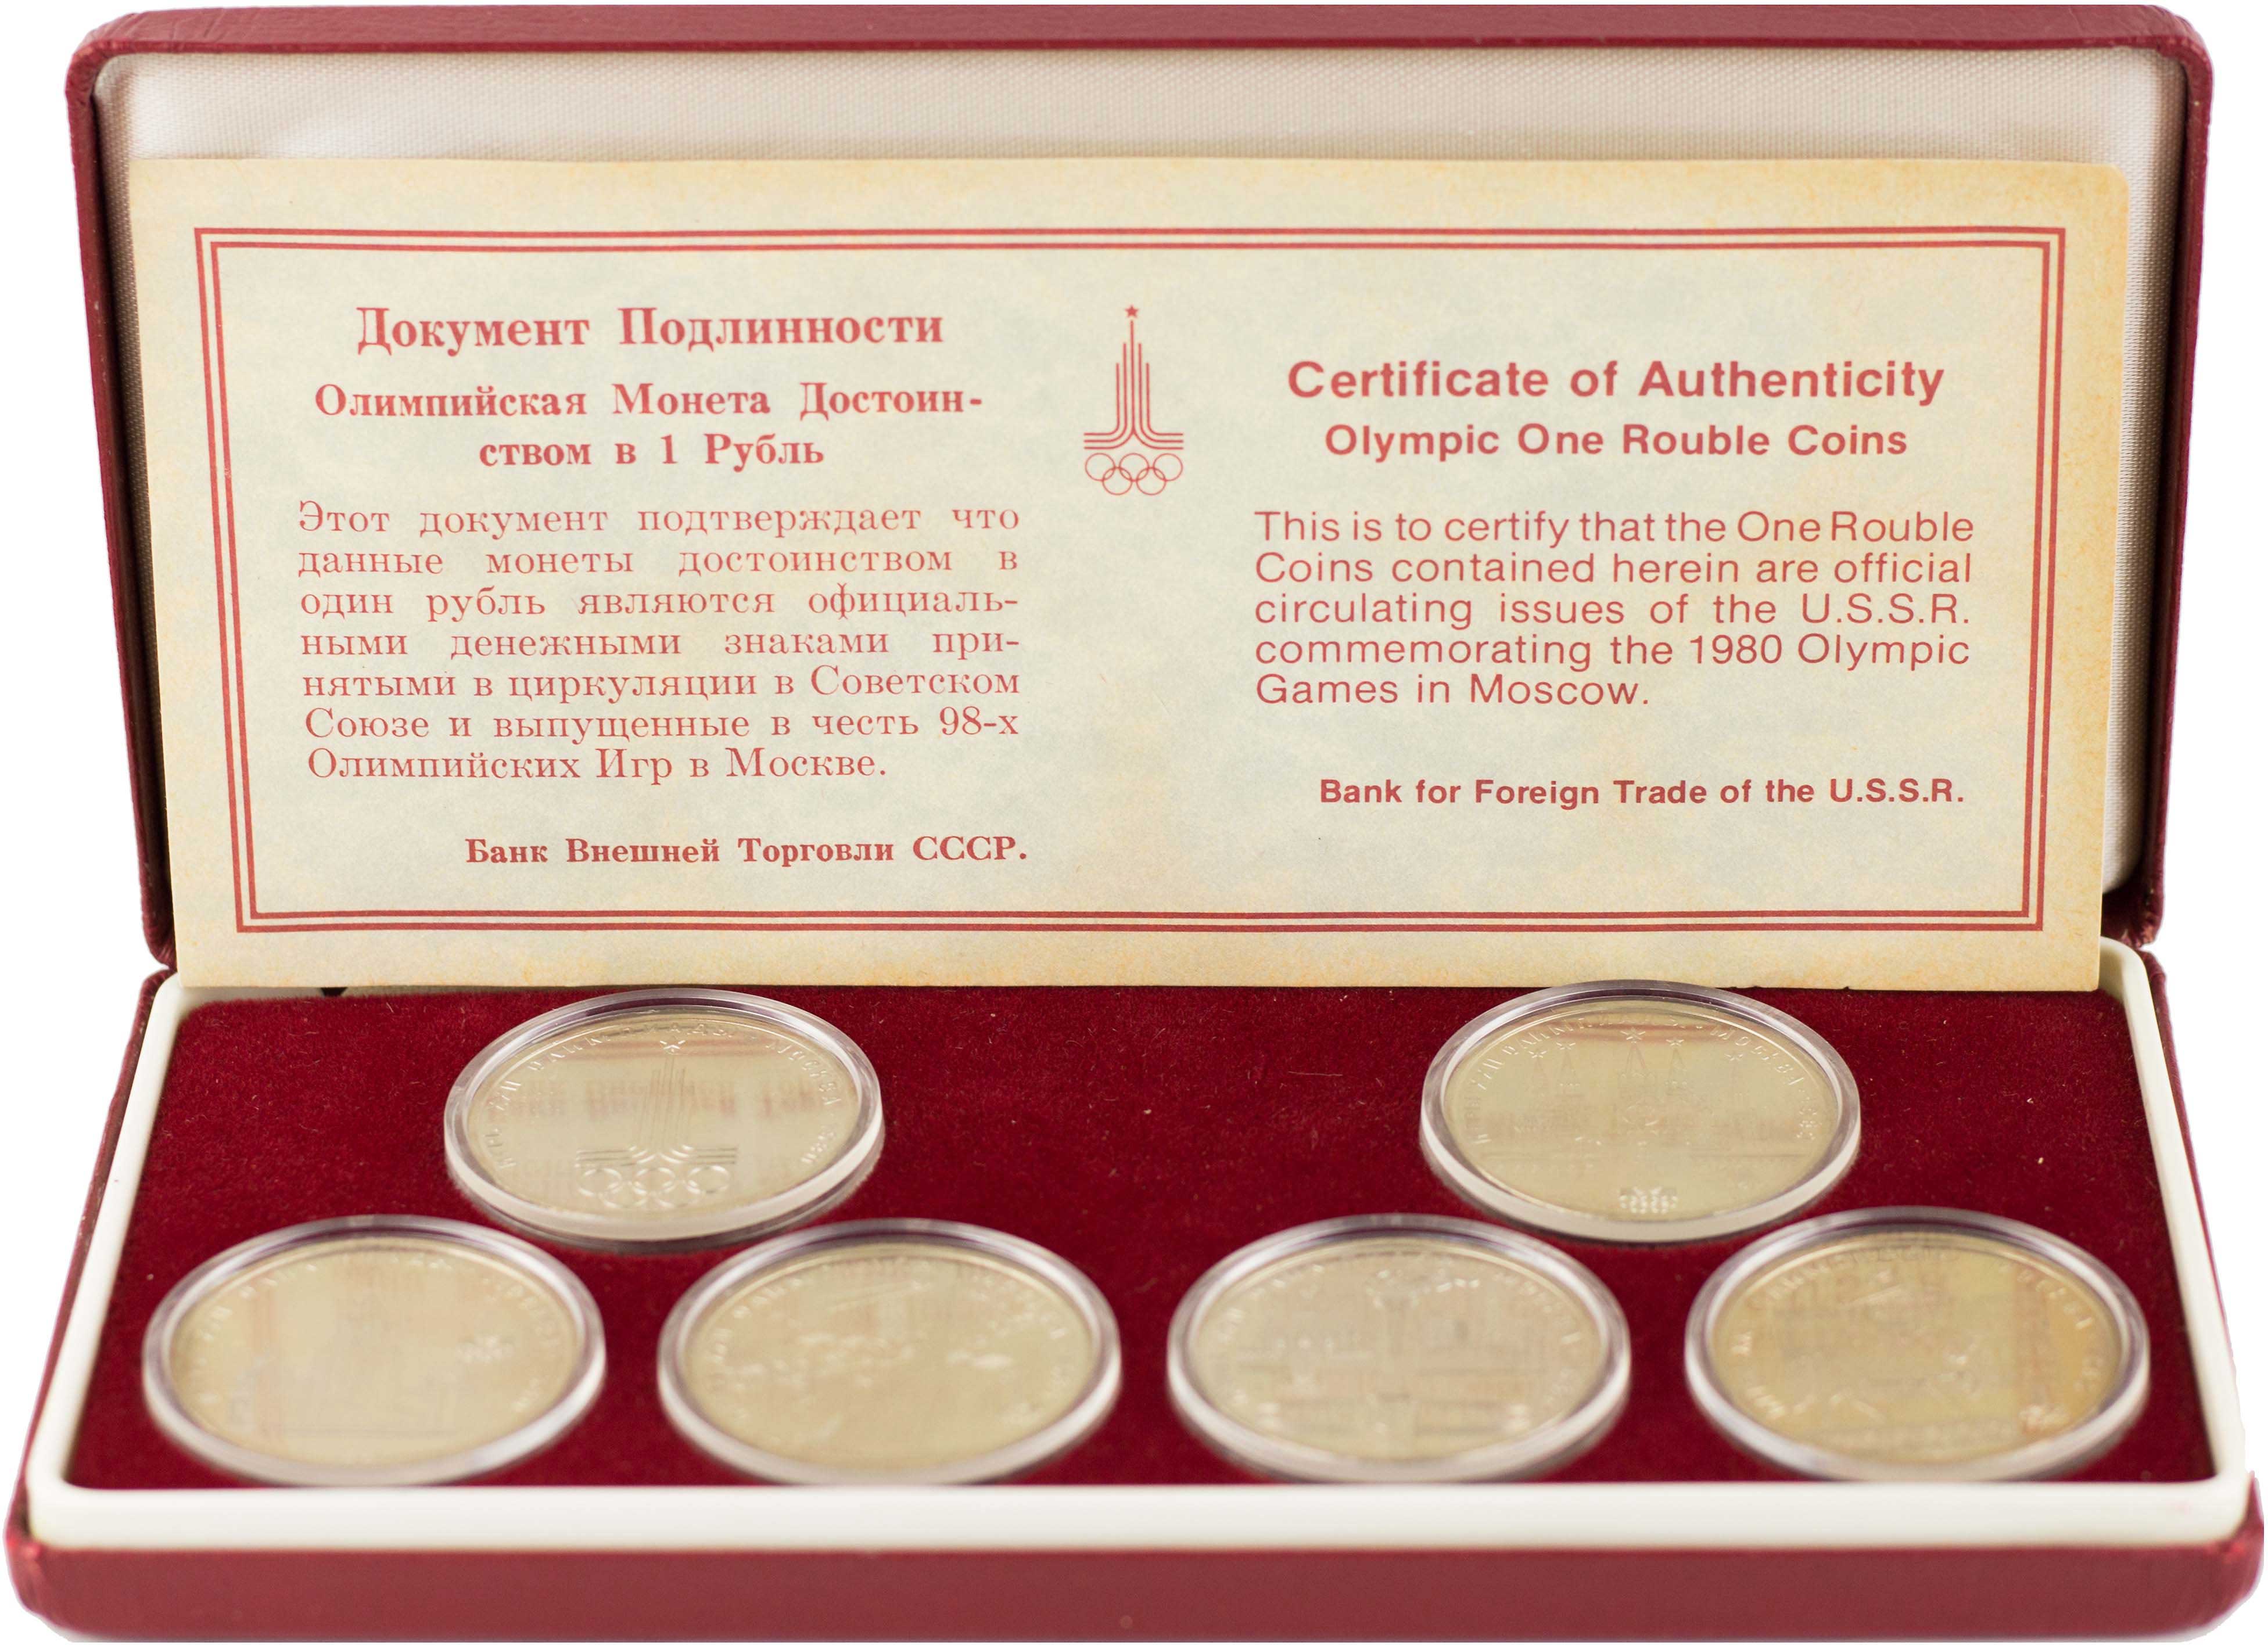 Документ Подлинности
Олимпийская Монета Достоин-
ством в 1 Рубль
Этот документ подтверждает что
данные монеты достоинством в
один рубль являются официаль-
ными денежными знаками при-
нятыми в циркуляции в Советском
Союзе и выпущенные в честь 98-х
Олимпийских Игр в Москве.
Банк Внешней Торговли СССР.
Certificate of Authenticity
Olympic One Rouble Coins
This is to certify that the One Rouble
Coins contained herein are official
circulating issues of the U.S.S.R.
commemorating the 1980 Olympic
Games in Moscow.
Bank for Foreign Trade of the U.S.S.R.